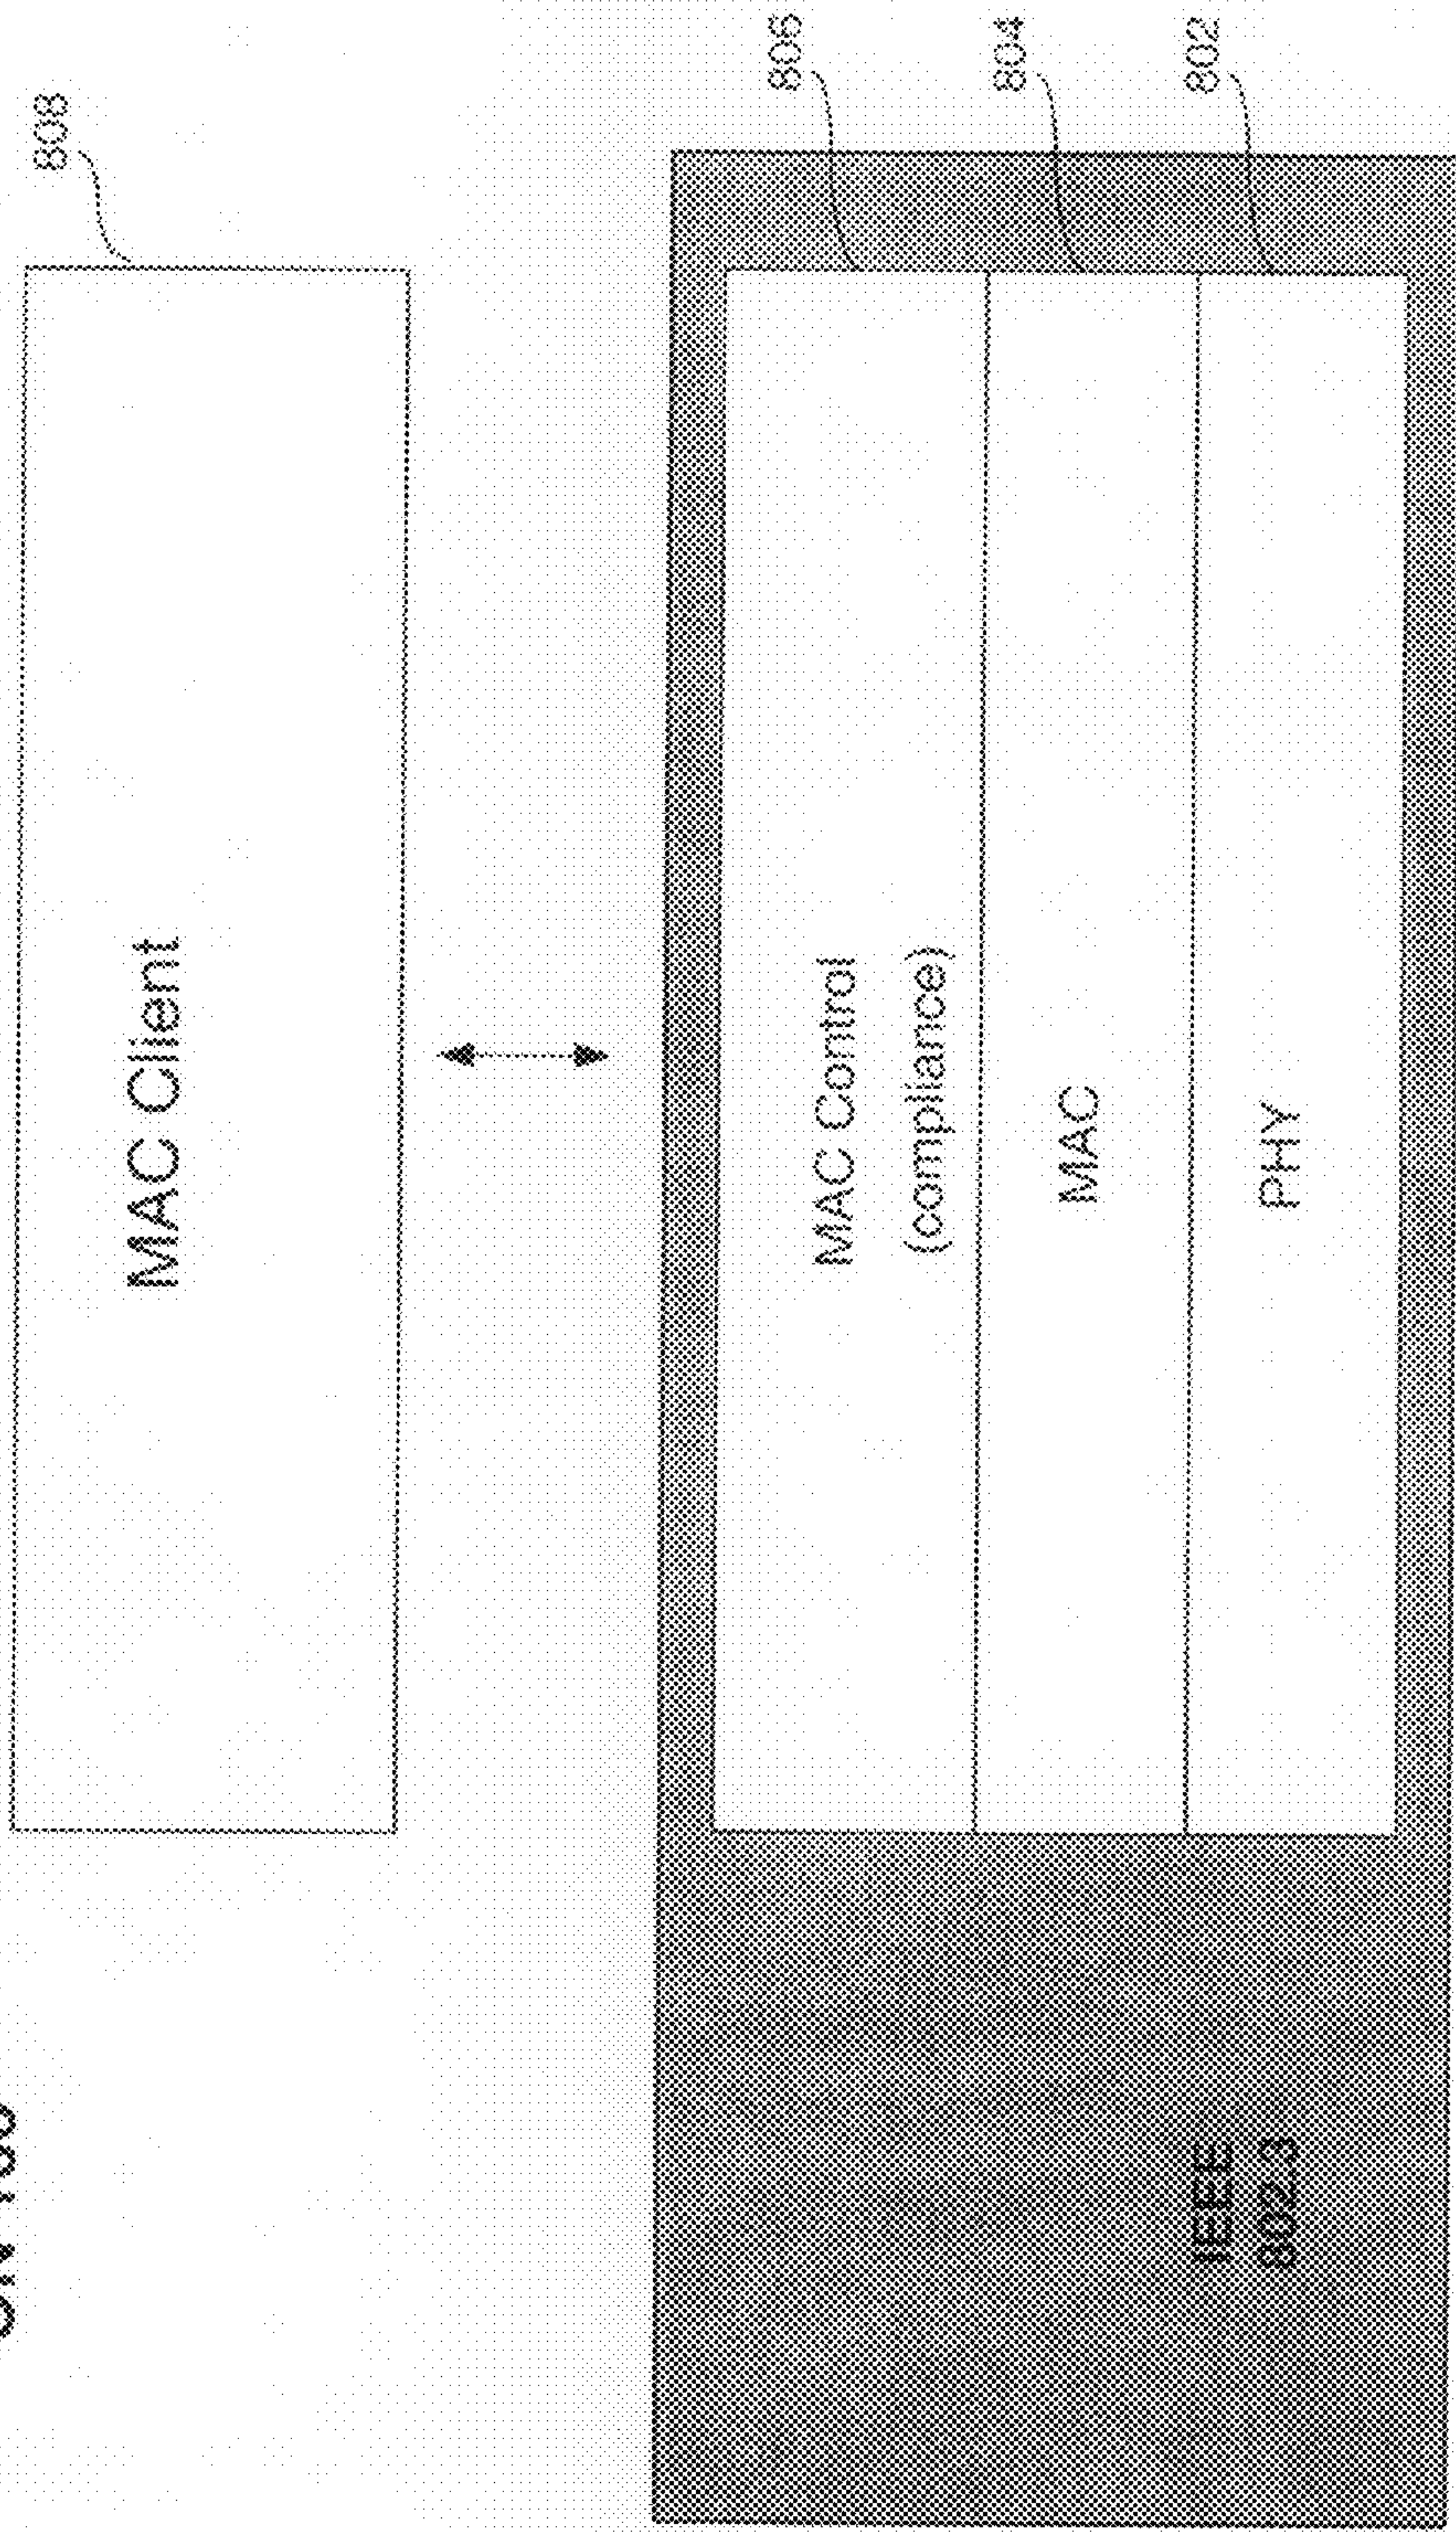 808
MAC Client
806
MAC Control
(compliance)
804
MAC
802
PHY
IEEE
802.3